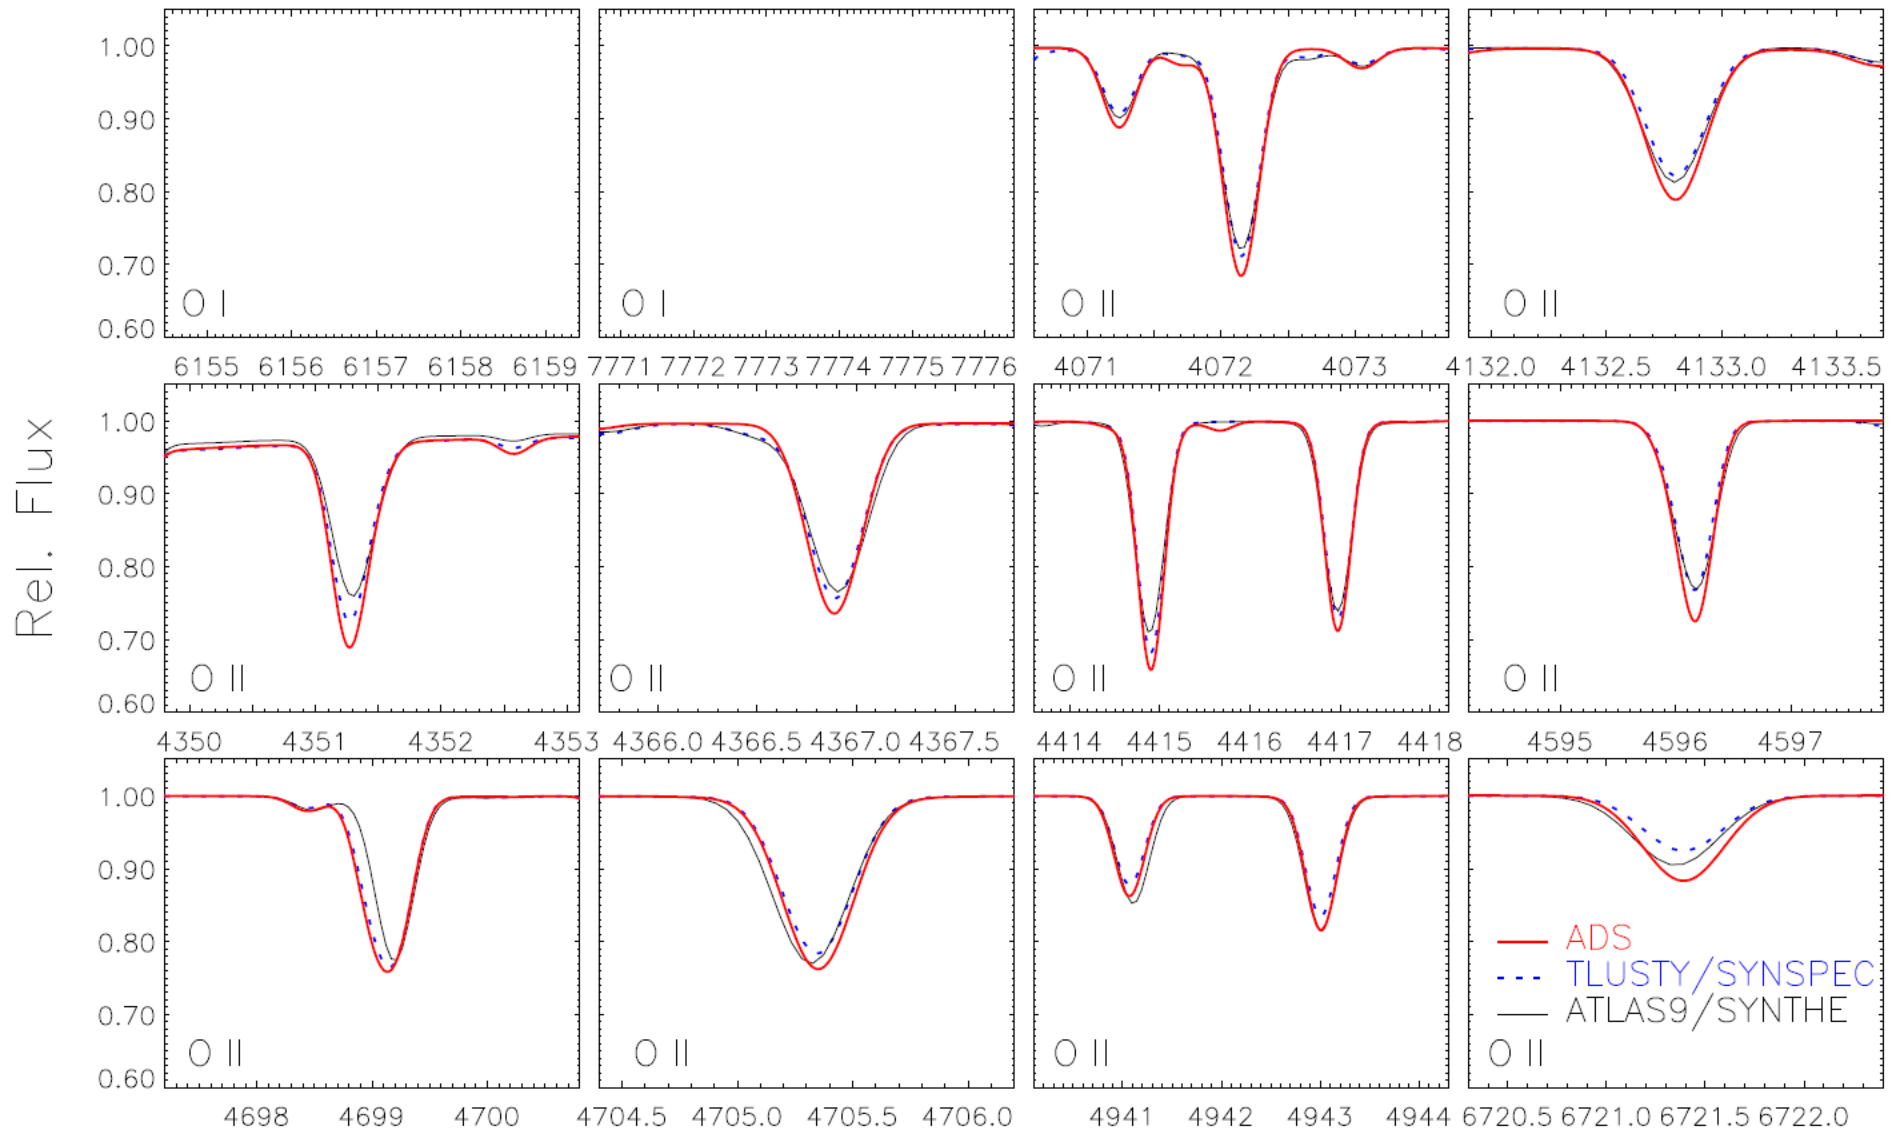 1.00
0.90
0.80
0.70
0.60
O I
O I
O II
O II
6155 6156 6157 6158 6159
7771 7772 7773 7774 7775 7776
4071 4072 4073
4132.0 4132.5 4133.0 4133.5
Rel. Flux
1.00
0.90
0.80
0.70
0.60
O II
O II
O II
O II
4350 4351 4352 4353
4366.0 4366.5 4367.0 4367.5
4414 4415 4416 4417 4418
4595 4596 4597
1.00
0.90
0.80
0.70
0.60
O II
O II
O II
O II
ADS
TLUSTY/SYNSPEC
ATLAS9/SYNTHE
4698 4699 4700
4704.5 4705.0 4705.5 4706.0
4941 4942 4943 4944
6720.5 6721.0 6721.5 6722.0